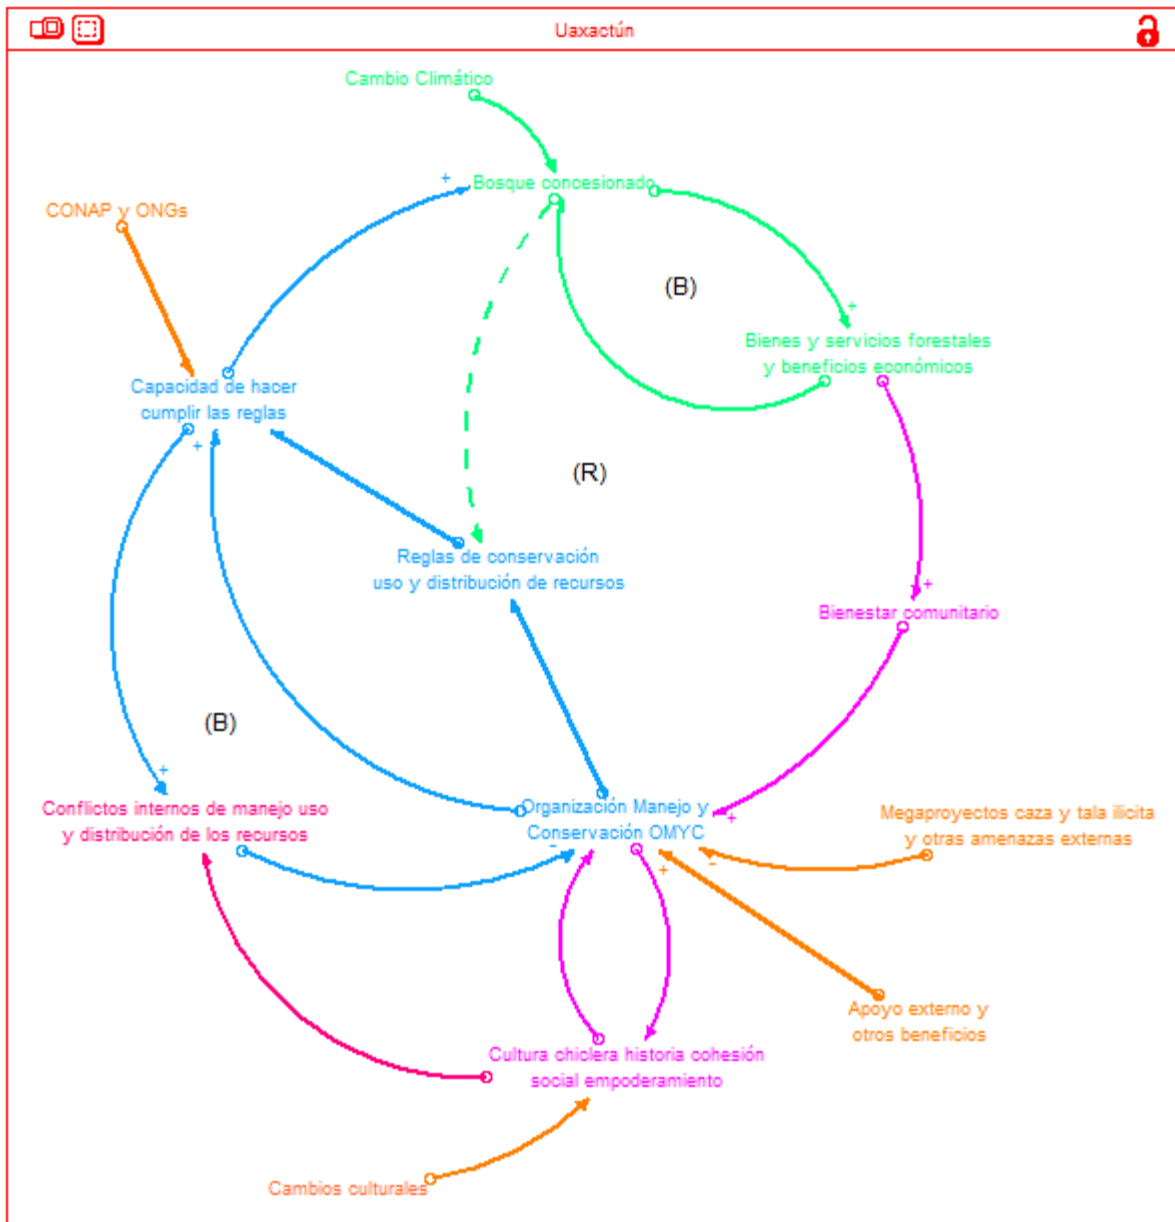 Uaxactún
Cambio Climático
+
Bosque concesionado
CONAP y ONGs
(B)
+
Bienes y servicios forestales
y beneficios económicos
Capacidad de hacer
cumplir las reglas
+
(R)
Reglas de conservación
uso y distribución de recursos
+
Bienestar comunitario
(B)
+
Conflictos internos de manejo uso
y distribución de los recursos
Organización Manejo y
Conservación OMYC
+
-
Megaproyectos caza y tala ilicita
y otras amenazas externas
-
+
Apoyo externo y
otros beneficios
Cultura chiclera historia cohesión
social empoderamiento
Cambios culturales